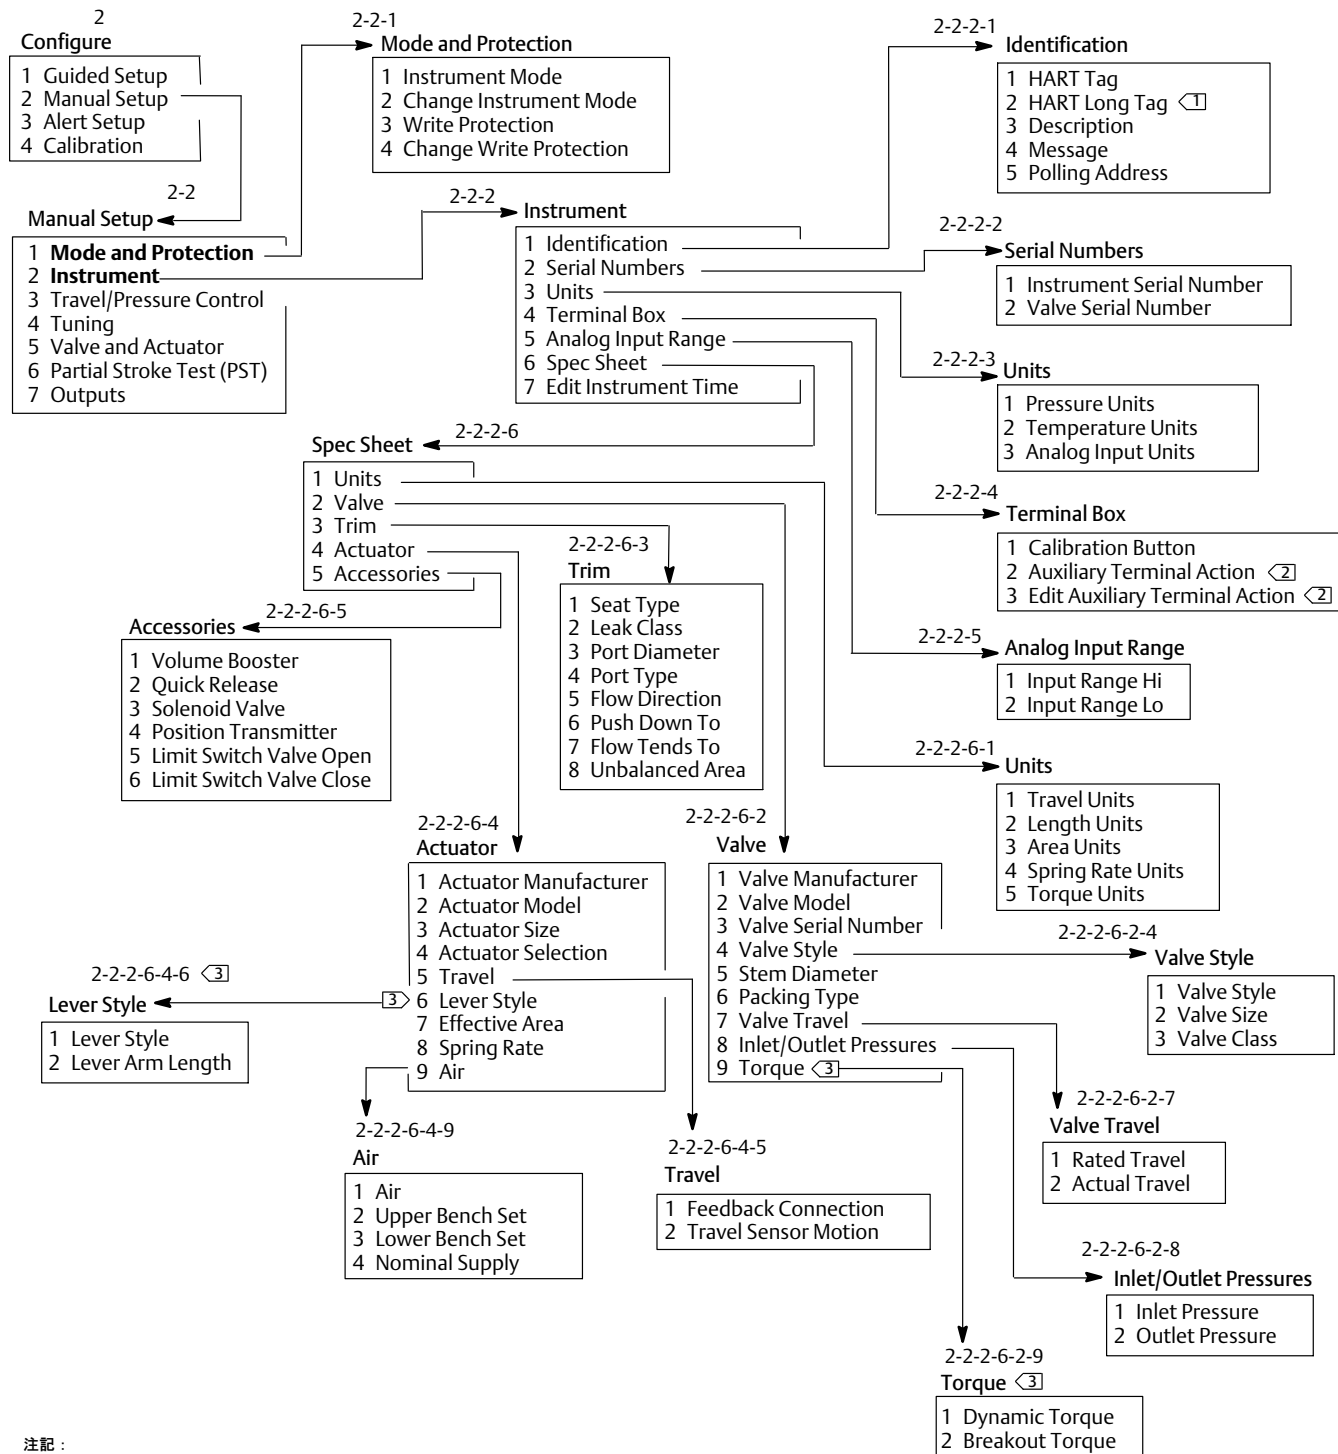 2
Configure
1 Guided Setup
2 Manual Setup
3 Alert Setup
4 Calibration
2-2-1
Mode and Protection
1 Instrument Mode
2 Change Instrument Mode
3 Write Protection
4 Change Write Protection
2-2-2-1
Identification
1 HART Tag
2 HART Long Tag 1
3 Description
4 Message
5 Polling Address
2-2
Manual Setup
1 Mode and Protection
2 Instrument
3 Travel/Pressure Control
4 Tuning
5 Valve and Actuator
6 Partial Stroke Test (PST)
7 Outputs
2-2-2
Instrument
1 Identification
2 Serial Numbers
3 Units
4 Terminal Box
5 Analog Input Range
6 Spec Sheet
7 Edit Instrument Time
2-2-2-2
Serial Numbers
1 Instrument Serial Number
2 Valve Serial Number
2-2-2-3
Units
1 Pressure Units
2 Temperature Units
3 Analog Input Units
2-2-2-6
Spec Sheet
1 Units
2 Valve
3 Trim
4 Actuator
5 Accessories
2-2-2-4
Terminal Box
1 Calibration Button
2 Auxiliary Terminal Action 2
3 Edit Auxiliary Terminal Action 2
2-2-2-6-3
Trim
1 Seat Type
2 Leak Class
3 Port Diameter
4 Port Type
5 Flow Direction
6 Push Down To
7 Flow Tends To
8 Unbalanced Area
2-2-2-6-5
Accessories
1 Volume Booster
2 Quick Release
3 Solenoid Valve
4 Position Transmitter
5 Limit Switch Valve Open
6 Limit Switch Valve Close
2-2-2-5
Analog Input Range
1 Input Range Hi
2 Input Range Lo
2-2-2-6-1
Units
1 Travel Units
2 Length Units
3 Area Units
4 Spring Rate Units
5 Torque Units
2-2-2-6-4
Actuator
1 Actuator Manufacturer
2 Actuator Model
3 Actuator Size
4 Actuator Selection
5 Travel
3 6 Lever Style
7 Effective Area
8 Spring Rate
9 Air
2-2-2-6-2
Valve
1 Valve Manufacturer
2 Valve Model
3 Valve Serial Number
4 Valve Style
5 Stem Diameter
6 Packing Type
7 Valve Travel
8 Inlet/Outlet Pressures
9 Torque 3
2-2-2-6-2-4
Valve Style
1 Valve Style
2 Valve Size
3 Valve Class
2-2-2-6-4-6 3
Lever Style
1 Lever Style
2 Lever Arm Length
2-2-2-6-4-9
Air
1 Air
2 Upper Bench Set
3 Lower Bench Set
4 Nominal Supply
2-2-2-6-4-5
Travel
1 Feedback Connection
2 Travel Sensor Motion
2-2-2-6-2-7
Valve Travel
1 Rated Travel
2 Actual Travel
2-2-2-6-2-8
Inlet/Outlet Pressures
1 Inlet Pressure
2 Outlet Pressure
2-2-2-6-2-9
Torque 3
1 Dynamic Torque
2 Breakout Torque
注記：